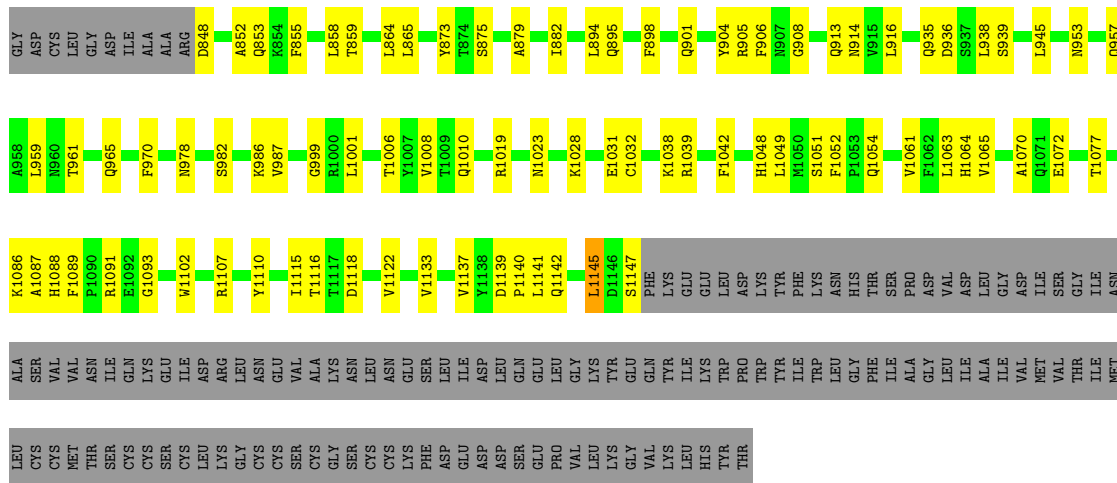 GLY ASP CYS LEU GLY ASP ILE ALA ALA ARG D848 A852 Q853 K854 F855 L858 T859 L864 L865 Y873 T874 S875 A879 I882 L894 Q895 F898 Q901 Y904 R905 F906 N907 G908 Q913 N914 V915 L916 Q935 D936 S937 L938 S939 L945 N953 Q957
A958 L959 N960 T961 Q965 F970 N978 S982 K986 V987 G999 R1000 L1001 T1006 Y1007 V1008 T1009 Q1010 R1019 N1023 K1028 E1031 C1032 K1038 R1039 F1042 H1048 L1049 M1050 S1051 F1052 P1053 Q1054 V1061 F1062 L1063 H1064 V1065 A1070 Q1071 E1072 T1077
K1086 A1087 H1088 F1089 P1090 R1091 E1092 G1093 W1102 R1107 Y1110 I1115 T1116 T1117 D1118 V1122 V1133 V1137 Y1138 D1139 P1140 L1141 Q1142 L1145 D1146 S1147 PHE LYS GLU GLU LEU ASP LYS TYR PHE LYS ASN HIS THR SER PRO ASP VAL ASP LEU GLY ASP ILE SER GLY ILE ASN
ALA SER VAL VAL ASN ILE GLN LYS GLU ILE ASP ARG LEU ASN GLU VAL ALA LYS ASN LEU ASN GLU SER LEU ILE ASP LEU GLN GLU LEU GLY LYS TYR GLU GLN TYR ILE LYS TRP PRO TRP TYR ILE TRP LEU GLY PHE ILE ALA GLY LEU ILE ALA ILE VAL MET VAL THR ILE MET
LEU CYS CYS MET THR SER CYS CYS SER CYS LEU LYS GLY CYS CYS SER CYS GLY SER CYS CYS LYS PHE ASP GLU ASP ASP SER GLU PRO VAL LEU LYS GLY VAL LYS LEU HIS TYR THR